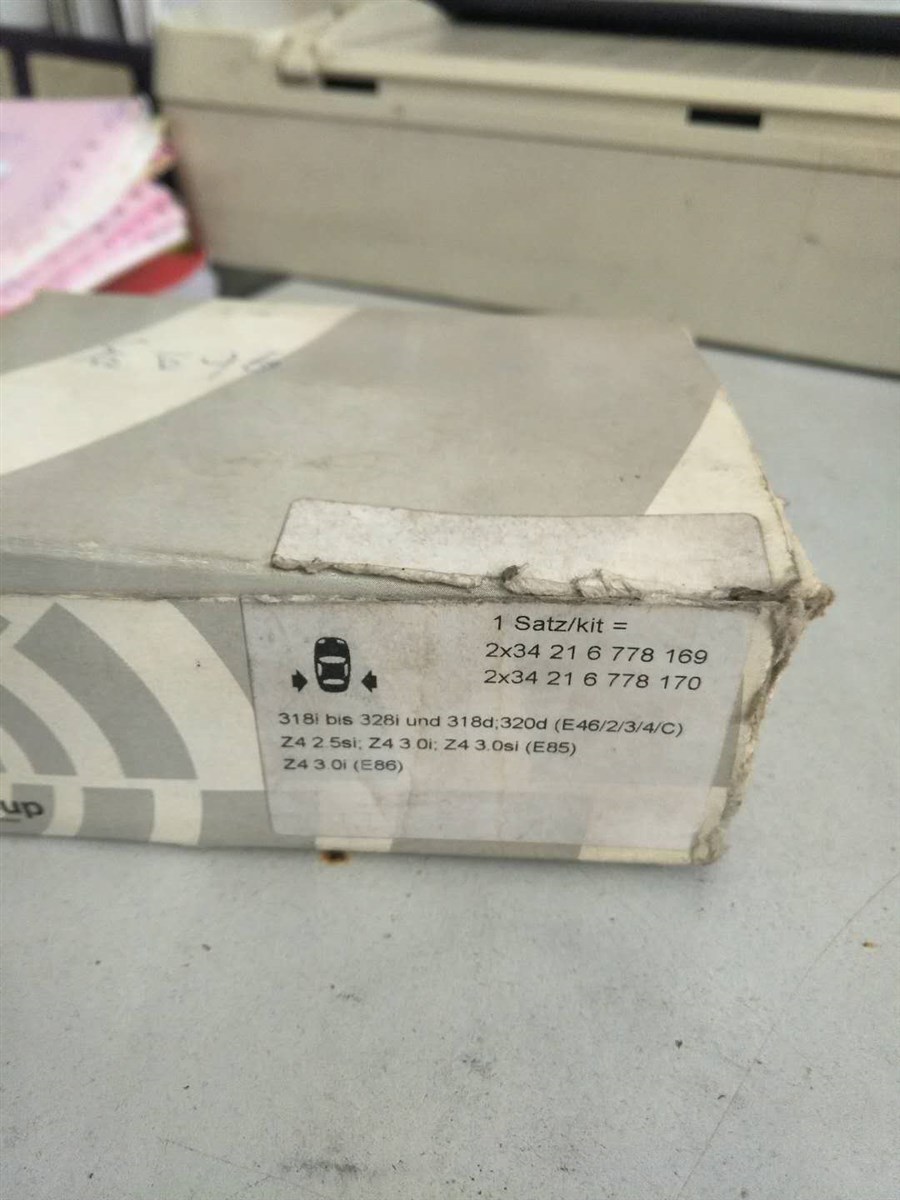 1 Satz/kit =
2x34 21 6 778 169
2x34 21 6 778 170
318i bis 328i und 318d;320d (E46/2/3/4/C)
Z4 2.5si; Z4 3.0i; Z4 3.0si (E85)
Z4 3.0i (E86)
up